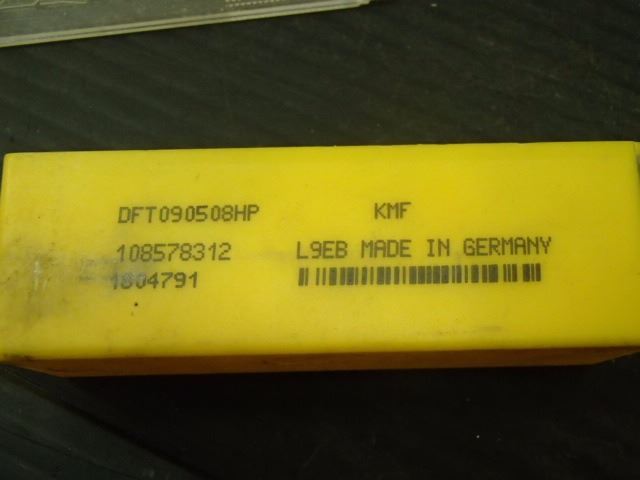 DFT090508HP KMF
108578312 L9EB MADE IN GERMANY
1804791